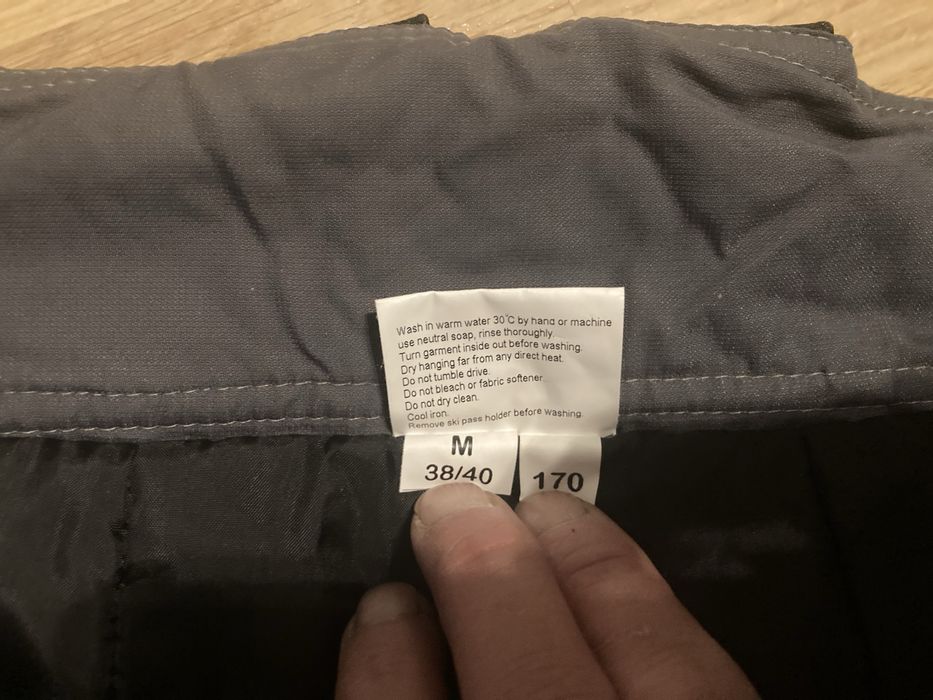 Wash in warm water 30°C by hand or machine
use neutral soap, rinse thoroughly.
Turn garment inside out before washing.
Dry hanging far from any direct heat.
Do not tumble drive.
Do not bleach or fabric softener.
Do not dry clean.
Cool iron.
Remove ski pass holder before washing.
M
38/40
170